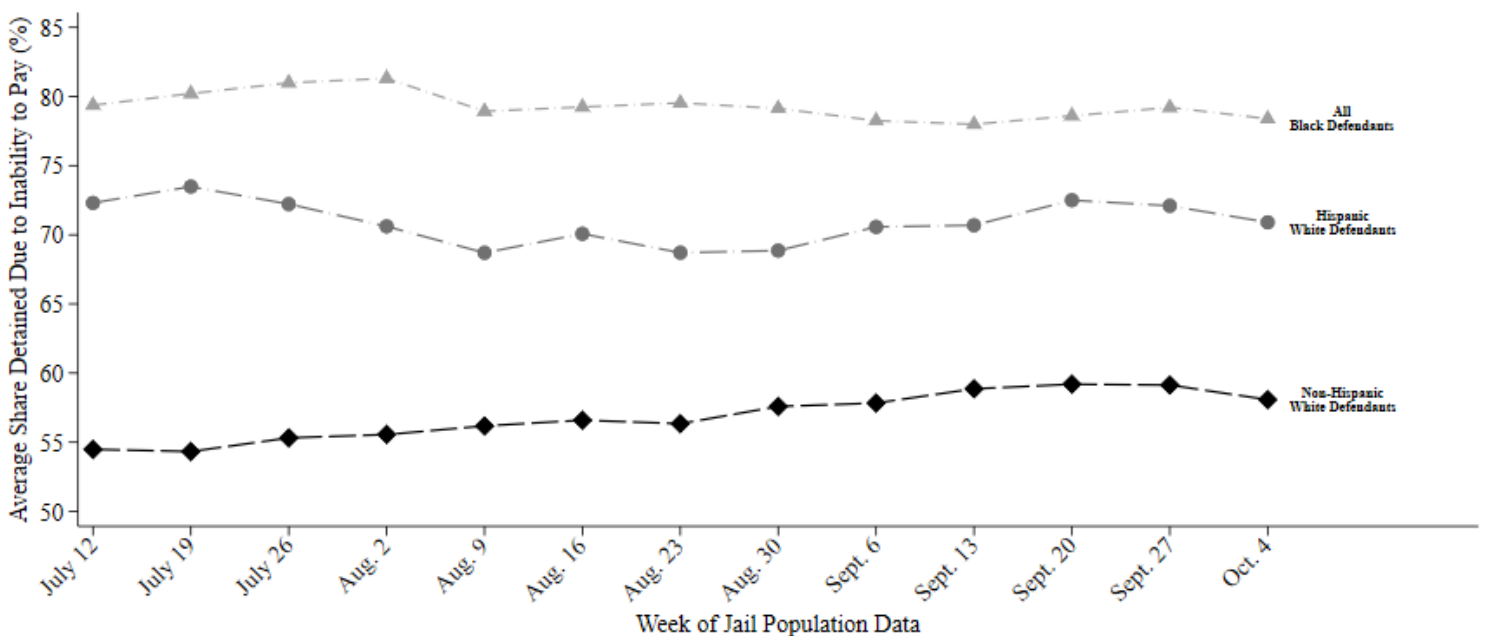 Average Share Detained Due to Inability to Pay (%)
85
80
75
70
65
60
55
50
All
Black Defendants
Hispanic
White Defendants
Non-Hispanic
White Defendants
July 12
July 19
July 26
Aug. 2
Aug. 9
Aug. 16
Aug. 23
Aug. 30
Sept. 6
Sept. 13
Sept. 20
Sept. 27
Oct. 4
Week of Jail Population Data